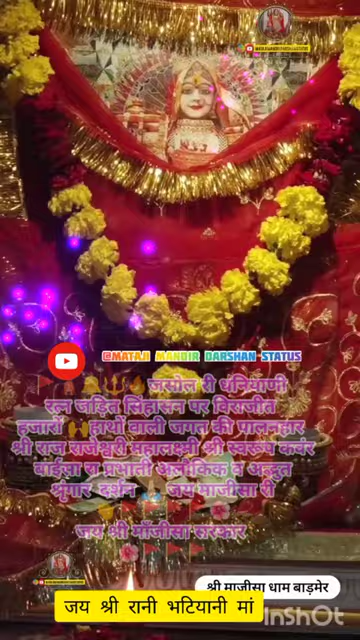 @MATAJI MANDIR DARSHAN STATUS
जसोल री धणियाणी
रत्न जड़ित सिंहासन पर विराजीत
हजारों 🙌 हाथों वाली जगत की पालनहार
श्री राज राजेश्वरी महालक्ष्मी श्री स्वरूप कवंर
बाईसा रा प्रभाती अलौकिक व अद्भुत
श्रृंगार दर्शन 🙏 जय माजीसा री
जय श्री माँजीसा सरकार
श्री माजीसा धाम बाड़मेर
जय श्री रानी भटियानी मां
InShOt